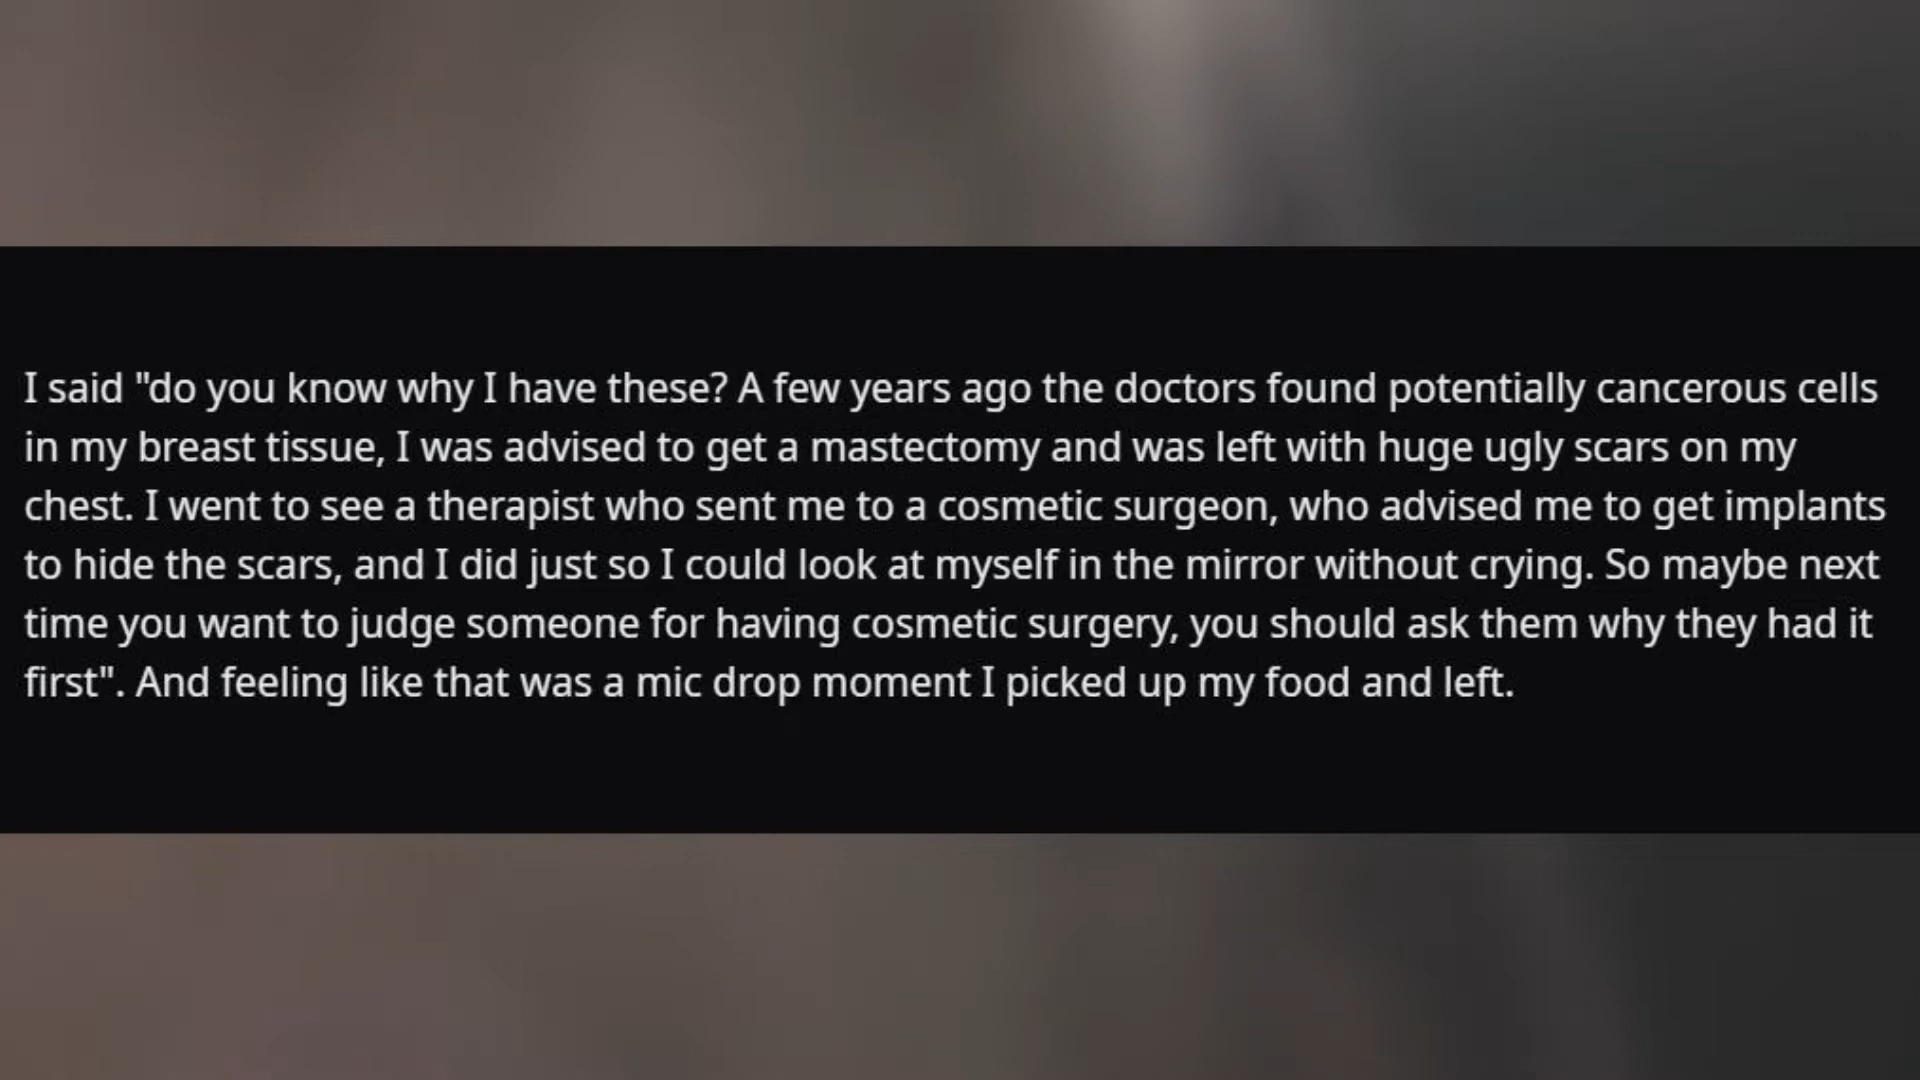 I said "do you know why I have these? A few years ago the doctors found potentially cancerous cells
in my breast tissue, I was advised to get a mastectomy and was left with huge ugly scars on my
chest. I went to see a therapist who sent me to a cosmetic surgeon, who advised me to get implants
to hide the scars, and I did just so I could look at myself in the mirror without crying. So maybe next
time you want to judge someone for having cosmetic surgery, you should ask them why they had it
first". And feeling like that was a mic drop moment I picked up my food and left.